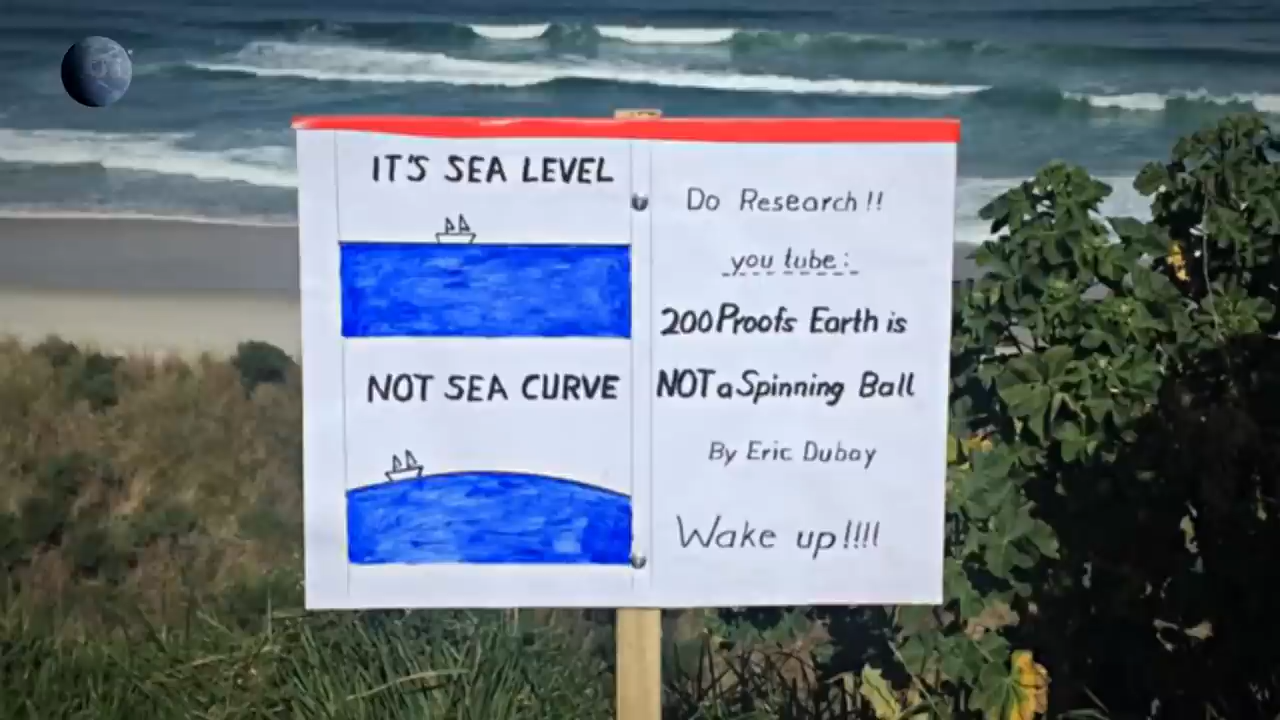 IT'S SEA LEVEL
NOT SEA CURVE
Do Research!!
you tube:
200 Proofs Earth is
NOT a Spinning Ball
By Eric Dubay
Wake up!!!!